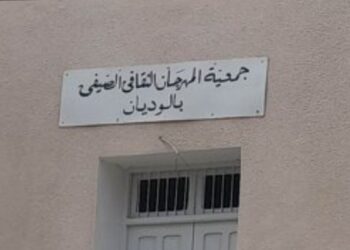 جمعية المهرجان الثقافي الصيفي
بالوديان